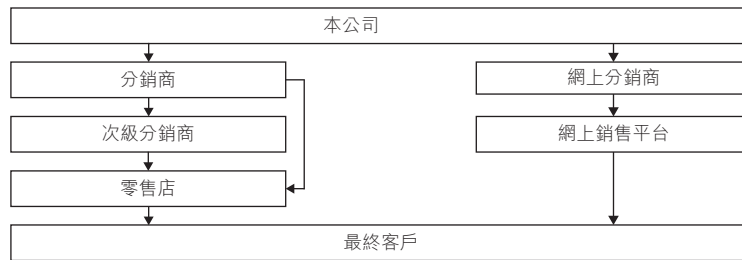 本公司
分銷商
網上分銷商
次級分銷商
網上銷售平台
零售店
最終客戶